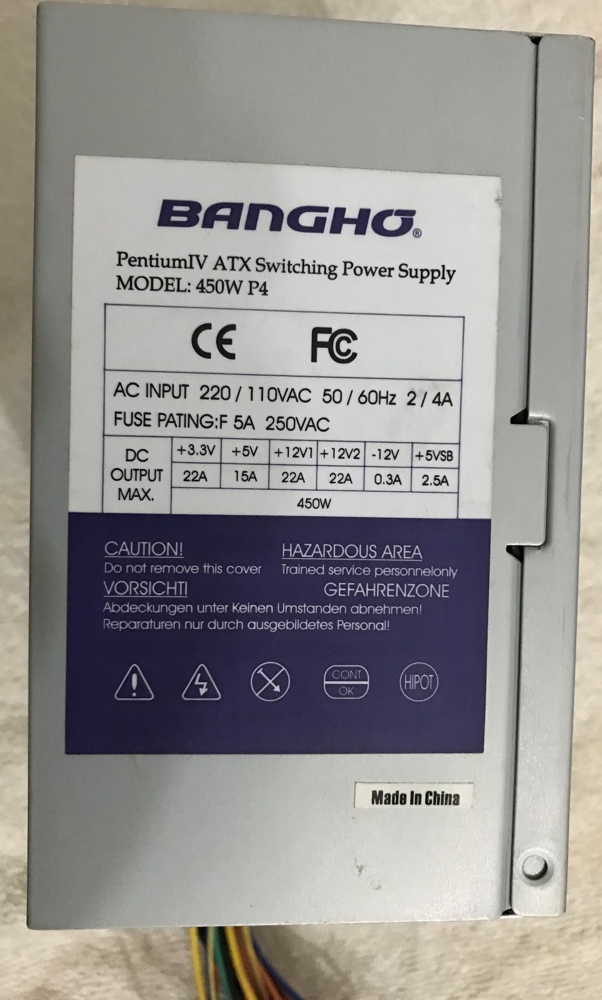 BANGHO®
PentiumIV ATX Switching Power Supply
MODEL: 450W P4
CE FC
AC INPUT 220 / 110VAC 50 / 60Hz 2 / 4A
FUSE PATING:F 5A 250VAC
DC OUTPUT MAX.
+3.3V +5V +12V1 +12V2 -12V +5VSB
22A 15A 22A 22A 0.3A 2.5A
450W
CAUTION! HAZARDOUS AREA
Do not remove this cover Trained service personnelonly
VORSICHTI GEFAHRENZONE
Abdeckungen unter Keinen Umstanden abnehmen!
Reparaturen nur durch ausgebildetes Personal!
CONT
OK
HIPOT
Made In China